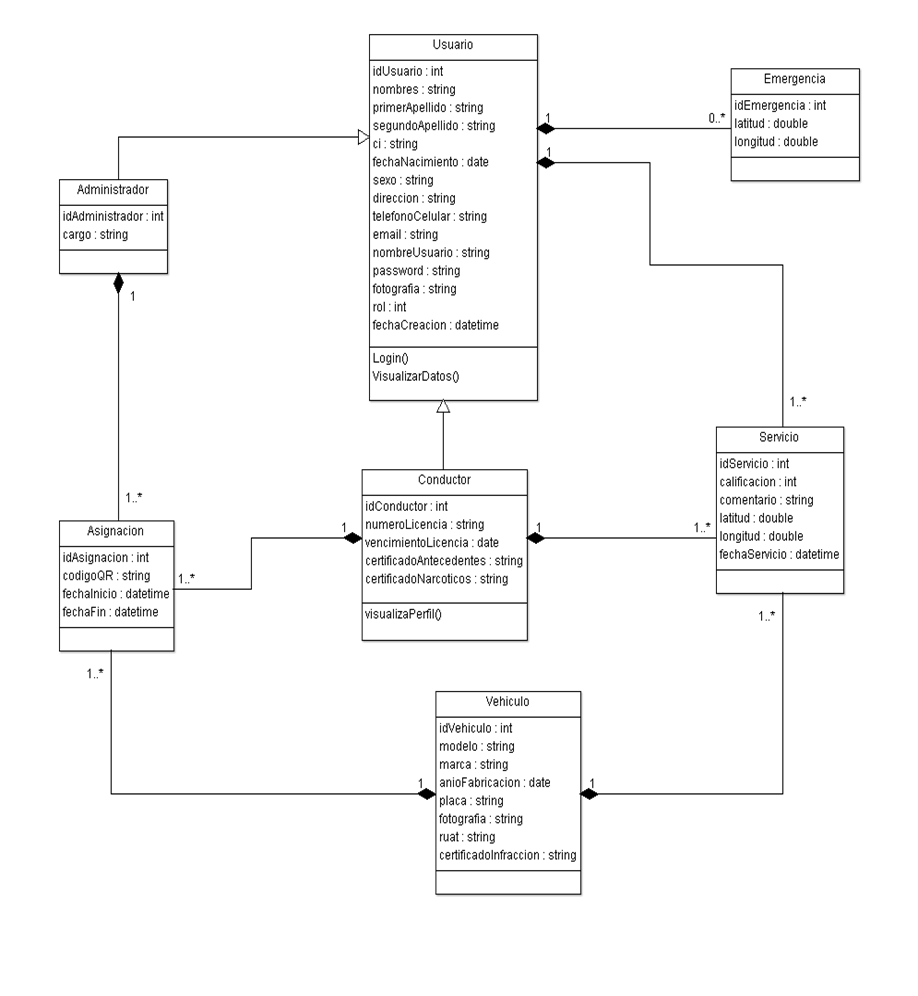 Usuario
idUsuario : int
nombres : string
primerApellido : string
segundoApellido : string
ci : string
fechaNacimiento : date
sexo : string
direccion : string
telefonoCelular : string
email : string
nombreUsuario : string
password : string
fotografia : string
rol : int
fechaCreacion : datetime
Login()
VisualizarDatos()
1
0..*
1
1..*
Emergencia
idEmergencia : int
latitud : double
longitud : double
Administrador
idAdministrador : int
cargo : string
1
1..*
Servicio
idServicio : int
calificacion : int
comentario : string
latitud : double
longitud : double
fechaServicio : datetime
Conductor
idConductor : int
numeroLicencia : string
vencimientoLicencia : date
certificadoAntecedentes : string
certificadoNarcoticos : string
visualizaPerfil()
1
1..*
1
1..*
Asignacion
idAsignacion : int
codigoQR : string
fechaInicio : datetime
fechaFin : datetime
1..*
1
1..*
1
Vehiculo
idVehiculo : int
modelo : string
marca : string
anioFabricacion : date
placa : string
fotografia : string
ruat : string
certificadoInfraccion : string